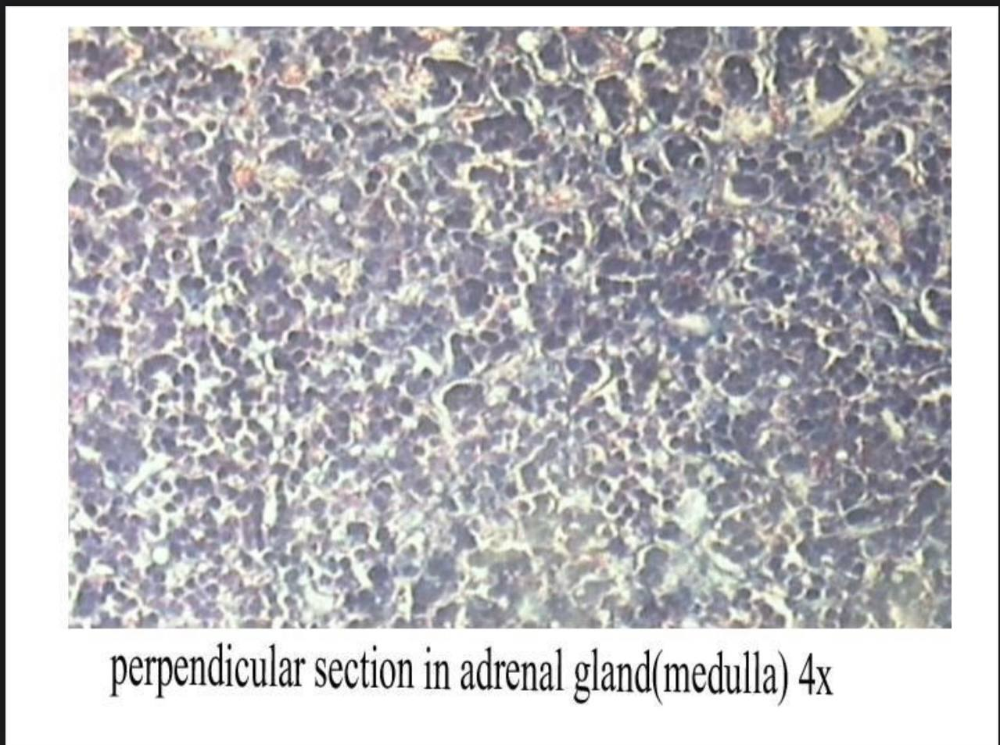 perpendicular section in adrenal gland(medulla) 4x